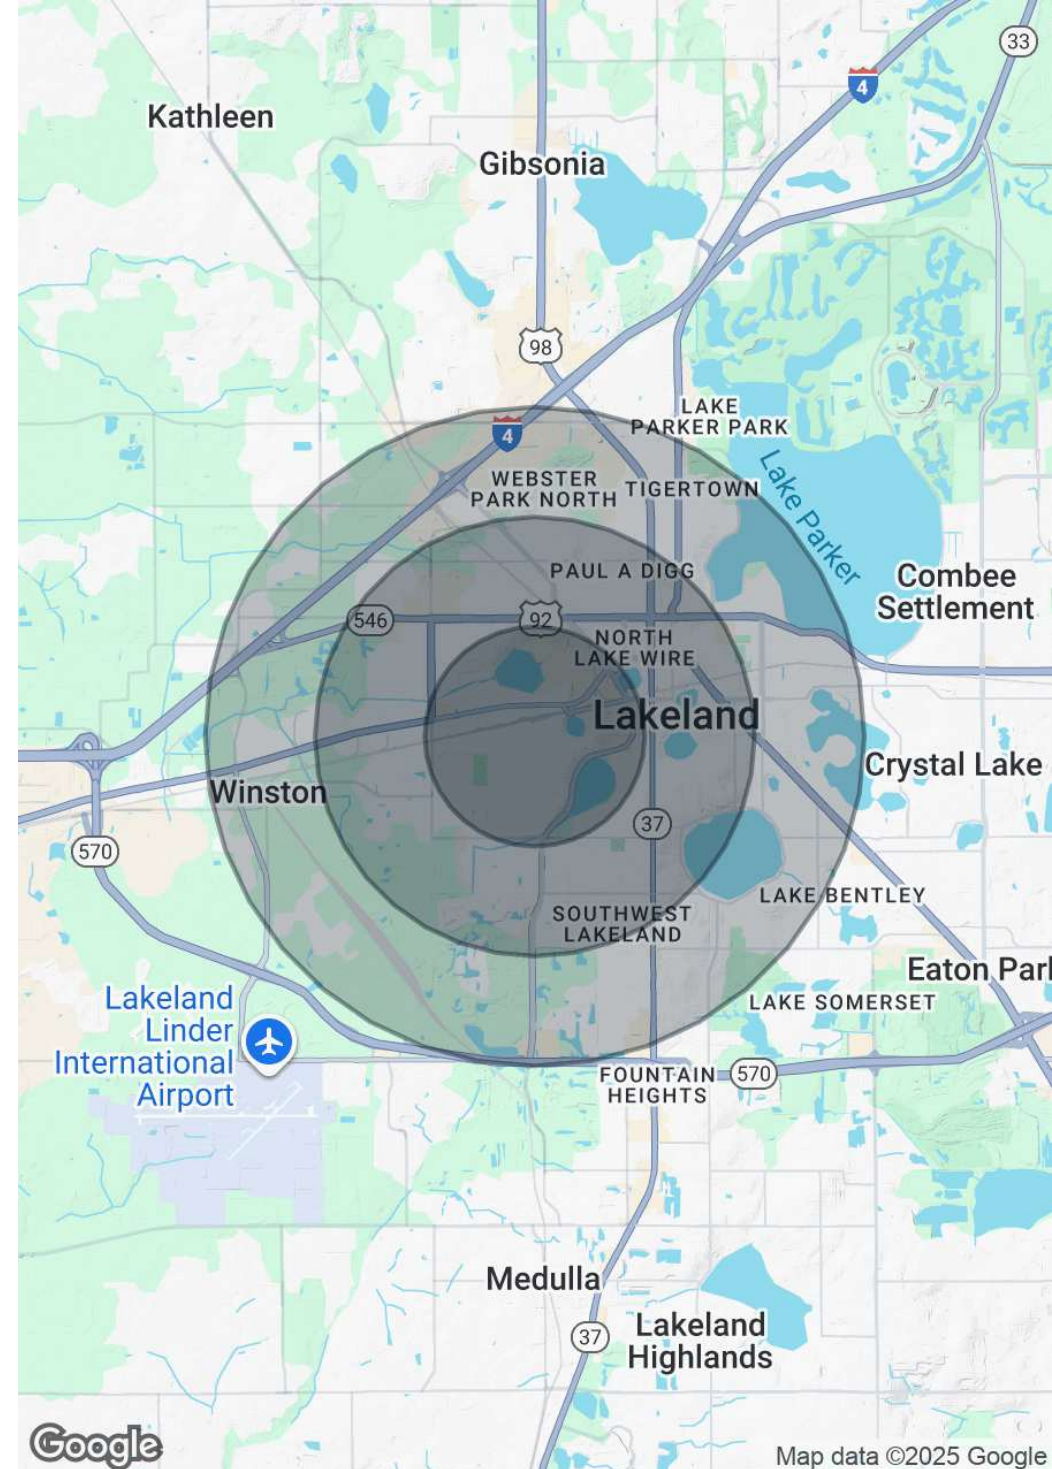 33
4
Kathleen
Gibsonia
98
LAKE
PARKER PARK
4
WEBSTER
PARK NORTH
TIGERTOWN
Lake Parker
PAUL A DIGG
Combee
Settlement
546
92
NORTH
LAKE WIRE
Lakeland
Crystal Lake
Winston
37
570
LAKE BENTLEY
SOUTHWEST
LAKELAND
Eaton Park
Lakeland
Linder
International
Airport
LAKE SOMERSET
FOUNTAIN
HEIGHTS
570
Medulla
37
Lakeland
Highlands
Google
Map data ©2025 Google